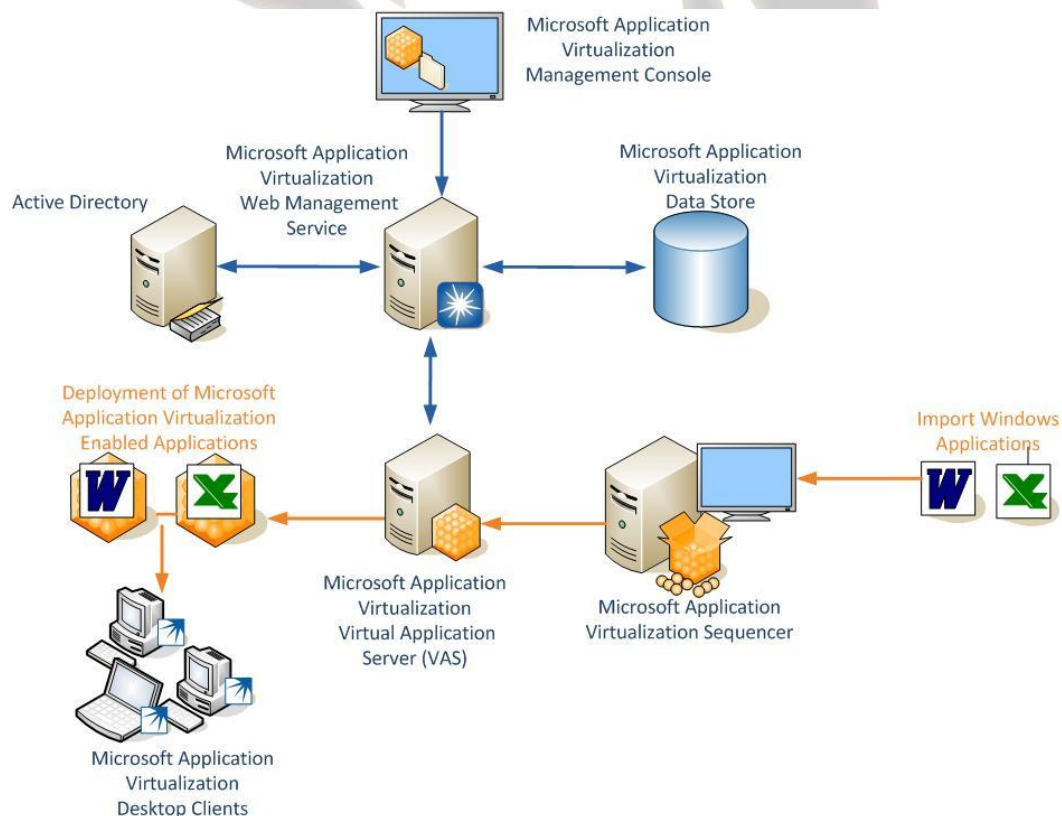 Microsoft Application
Virtualization
Management Console
Microsoft Application
Virtualization
Web Management
Service
Microsoft Application
Virtualization
Data Store
Active Directory
Deployment of Microsoft
Application Virtualization
Enabled Applications
W
X
Import Windows
Applications
W
X
Microsoft Application
Virtualization
Virtual Application
Server (VAS)
Microsoft Application
Virtualization Sequencer
Microsoft Application
Virtualization
Desktop Clients